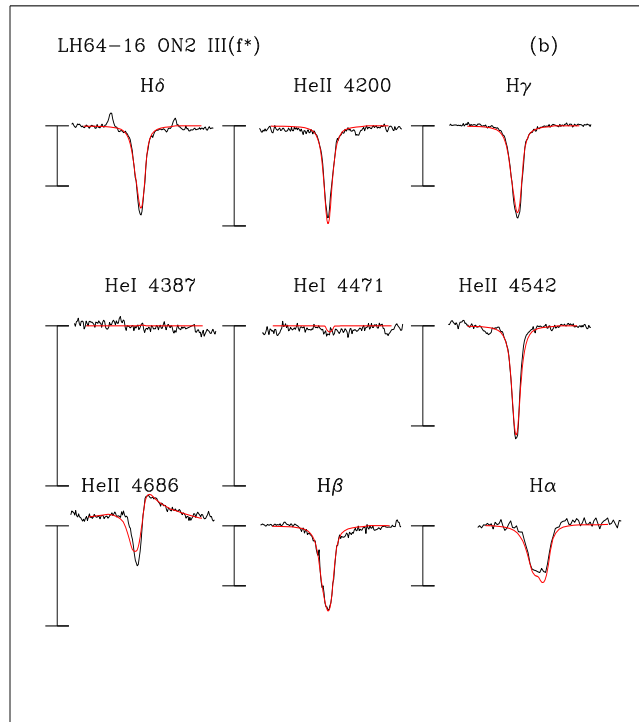 LH64-16 ON2 III(f*) (b)
Hδ HeII 4200 Hγ
HeI 4387 HeI 4471 HeII 4542
HeII 4686 Hβ Hα